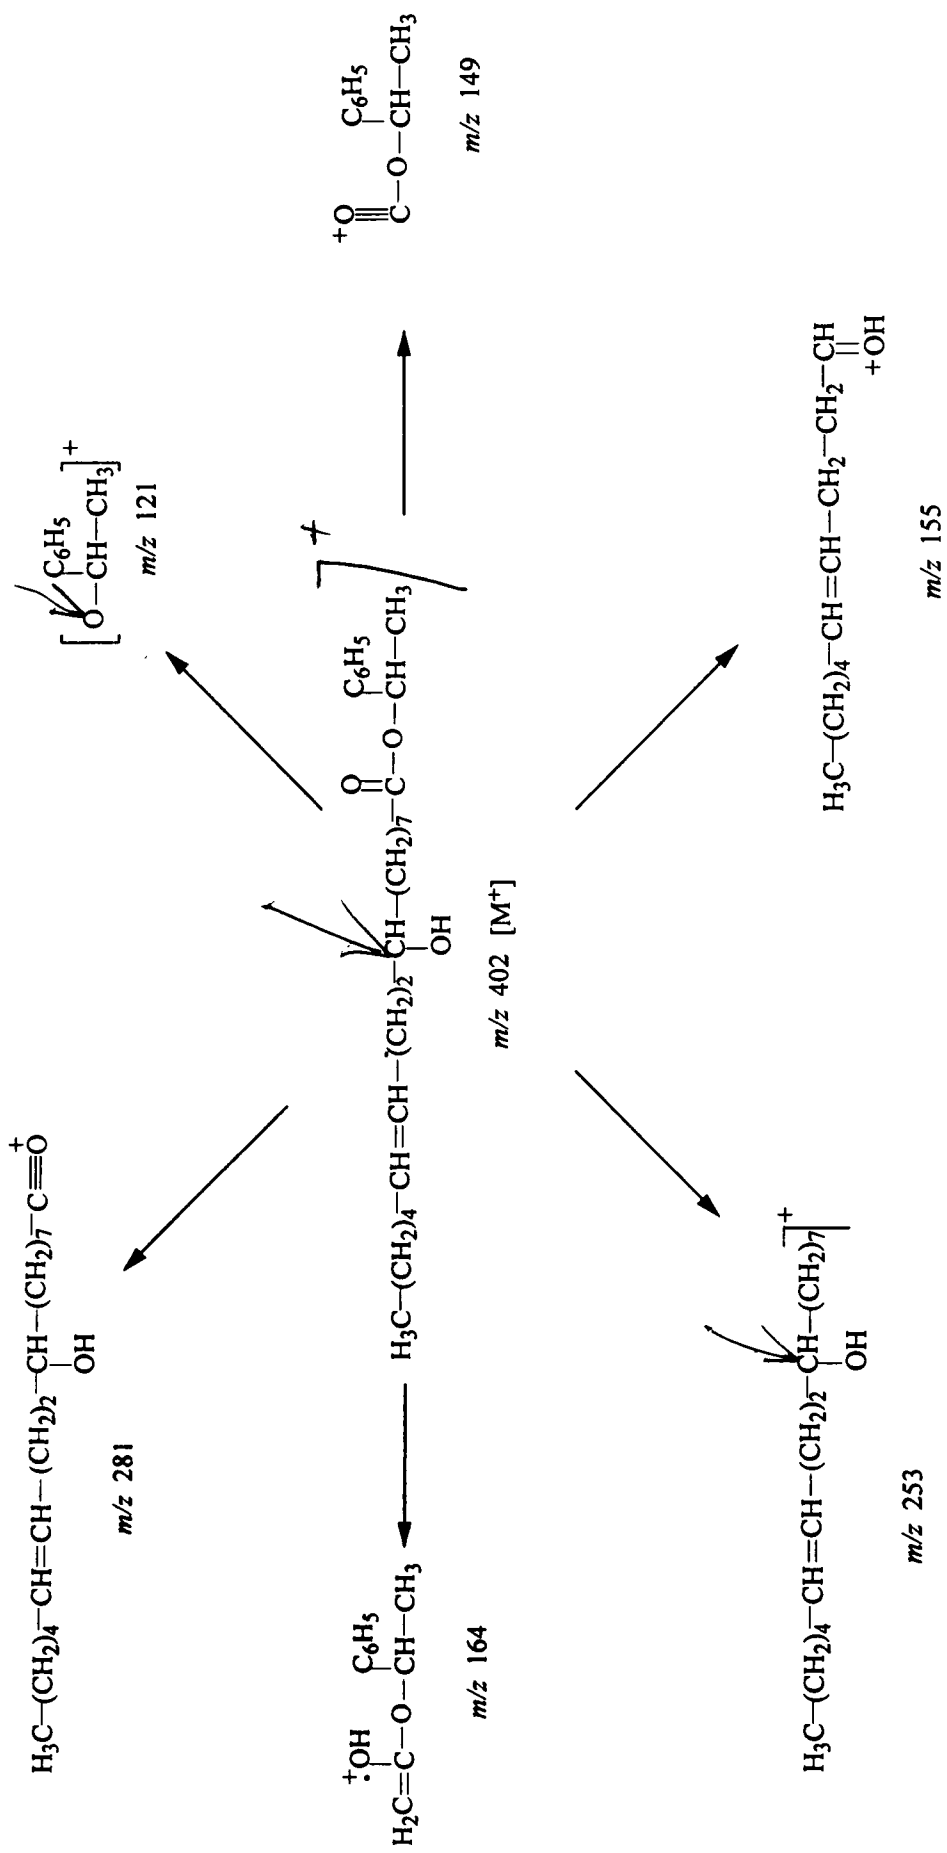 H₃C—(CH₂)₄—CH=CH—(CH₂)₂—CH—(CH₂)₇—C≡O⁺
OH
m/z 281
[O—CH—CH₃]⁺
C₆H₅
m/z 121
H₂C=C—O—CH—CH₃
+·OH
C₆H₅
m/z 164
H₃C—(CH₂)₄—CH=CH—(CH₂)₂—CH—(CH₂)₇—C—O—CH—CH₃]+
OH
O
C₆H₅
m/z 402 [M⁺]
⁺O≡C—O—CH—CH₃
C₆H₅
m/z 149
H₃C—(CH₂)₄—CH=CH—(CH₂)₂—CH—(CH₂)₇]⁺
OH
m/z 253
H₃C—(CH₂)₄—CH=CH—CH₂—CH₂—CH
+OH
m/z 155